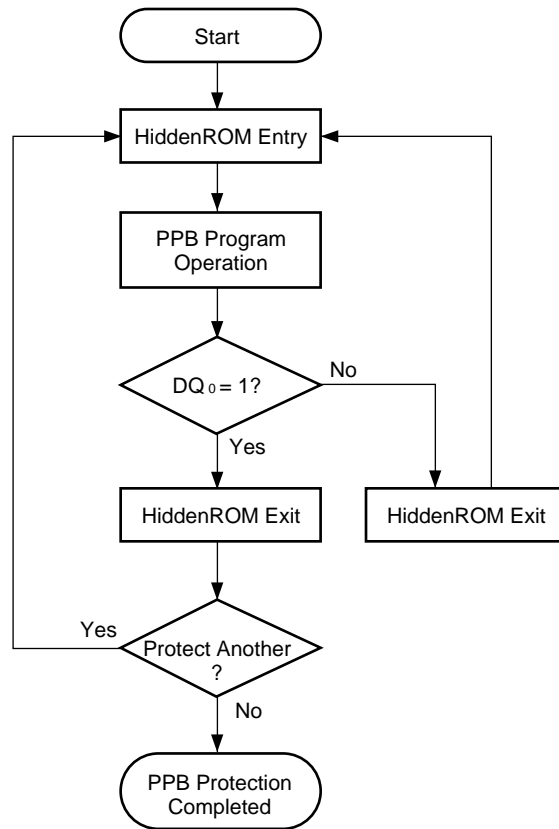 Start
HiddenROM Entry
PPB Program
Operation
DQ₀ = 1?
No
Yes
HiddenROM Exit
HiddenROM Exit
Yes
Protect Another
?
No
PPB Protection
Completed